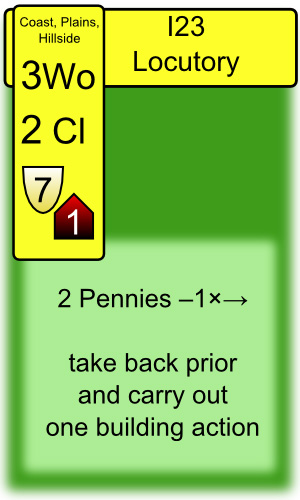 Coast, Plains,
Hillside
I23
Locutory
3Wo
2 Cl
7
1
2 Pennies –1×→
take back prior
and carry out
one building action